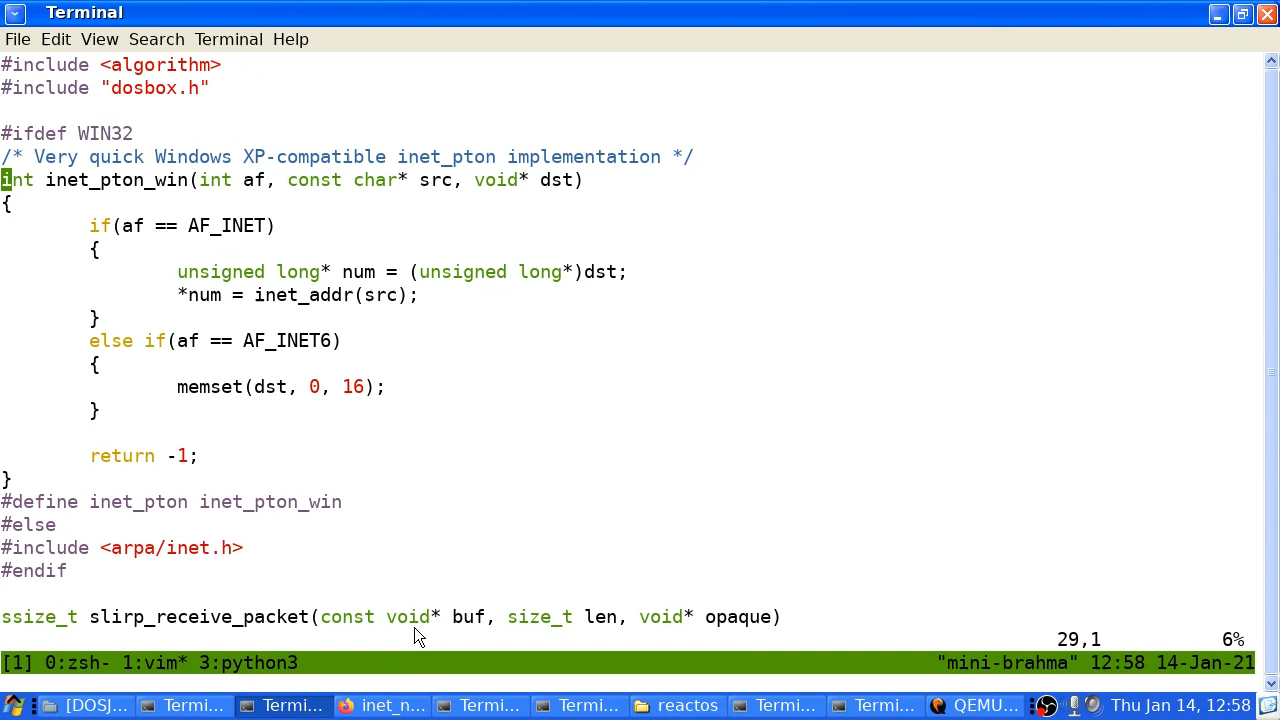 Terminal
File Edit View Search Terminal Help
#include <algorithm>
#include "dosbox.h"
#ifdef WIN32
/* Very quick Windows XP-compatible inet_pton implementation */
int inet_pton_win(int af, const char* src, void* dst)
{
        if(af == AF_INET)
        {
                unsigned long* num = (unsigned long*)dst;
                *num = inet_addr(src);
        }
        else if(af == AF_INET6)
        {
                memset(dst, 0, 16);
        }
        return -1;
}
#define inet_pton inet_pton_win
#else
#include <arpa/inet.h>
#endif
ssize_t slirp_receive_packet(const void* buf, size_t len, void* opaque)
29,1 6%
[1] 0:zsh- 1:vim* 3:python3 "mini-brahma" 12:58 14-Jan-21
[DOSJ... Termi... Termi... inet_n... Termi... Termi... reactos Termi... Termi... QEMU... Thu Jan 14, 12:58